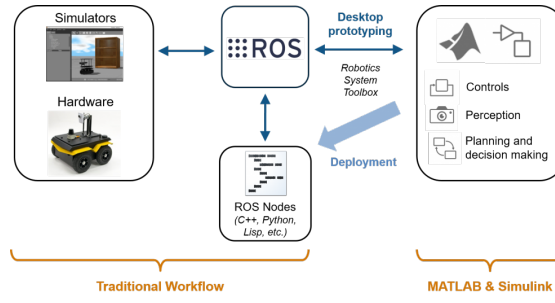 Simulators
Hardware
ROS
Desktop
prototyping
Robotics
System
Toolbox
Deployment
ROS Nodes
(C++, Python,
Lisp, etc.)
Controls
Perception
Planning and
decision making
Traditional Workflow
MATLAB & Simulink